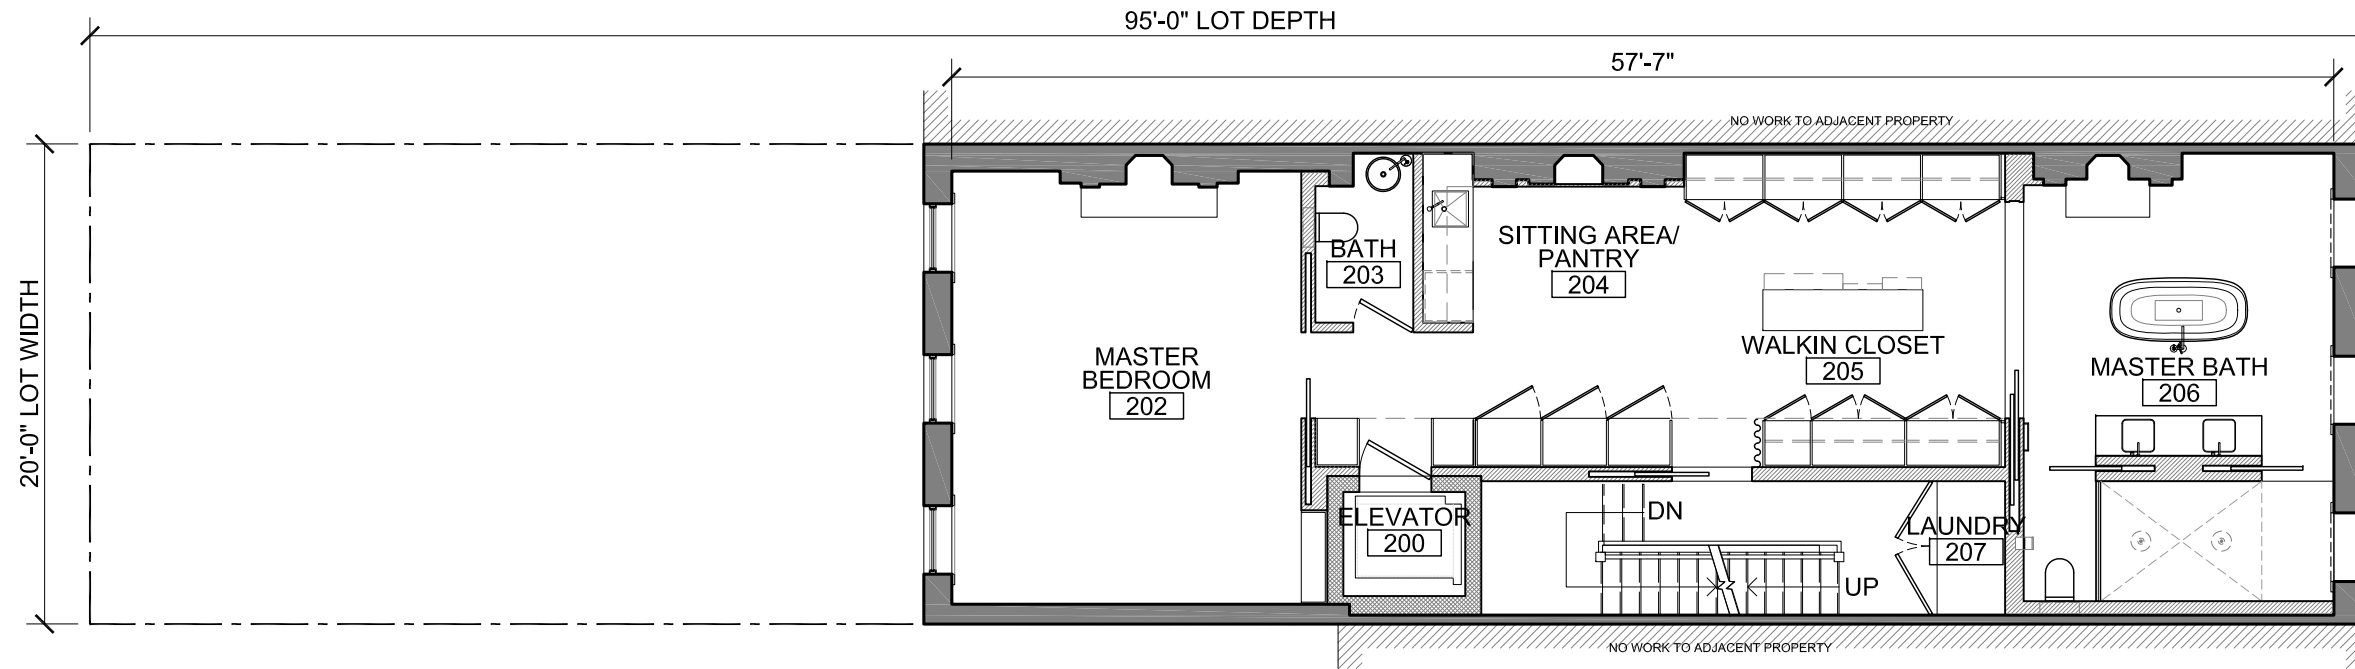 95'-0" LOT DEPTH
57'-7"
NO WORK TO ADJACENT PROPERTY
20'-0" LOT WIDTH
MASTER
BEDROOM
202
BATH
203
SITTING AREA/
PANTRY
204
WALKIN CLOSET
205
MASTER BATH
206
ELEVATOR
200
DN
UP
LAUNDRY
207
NO WORK TO ADJACENT PROPERTY